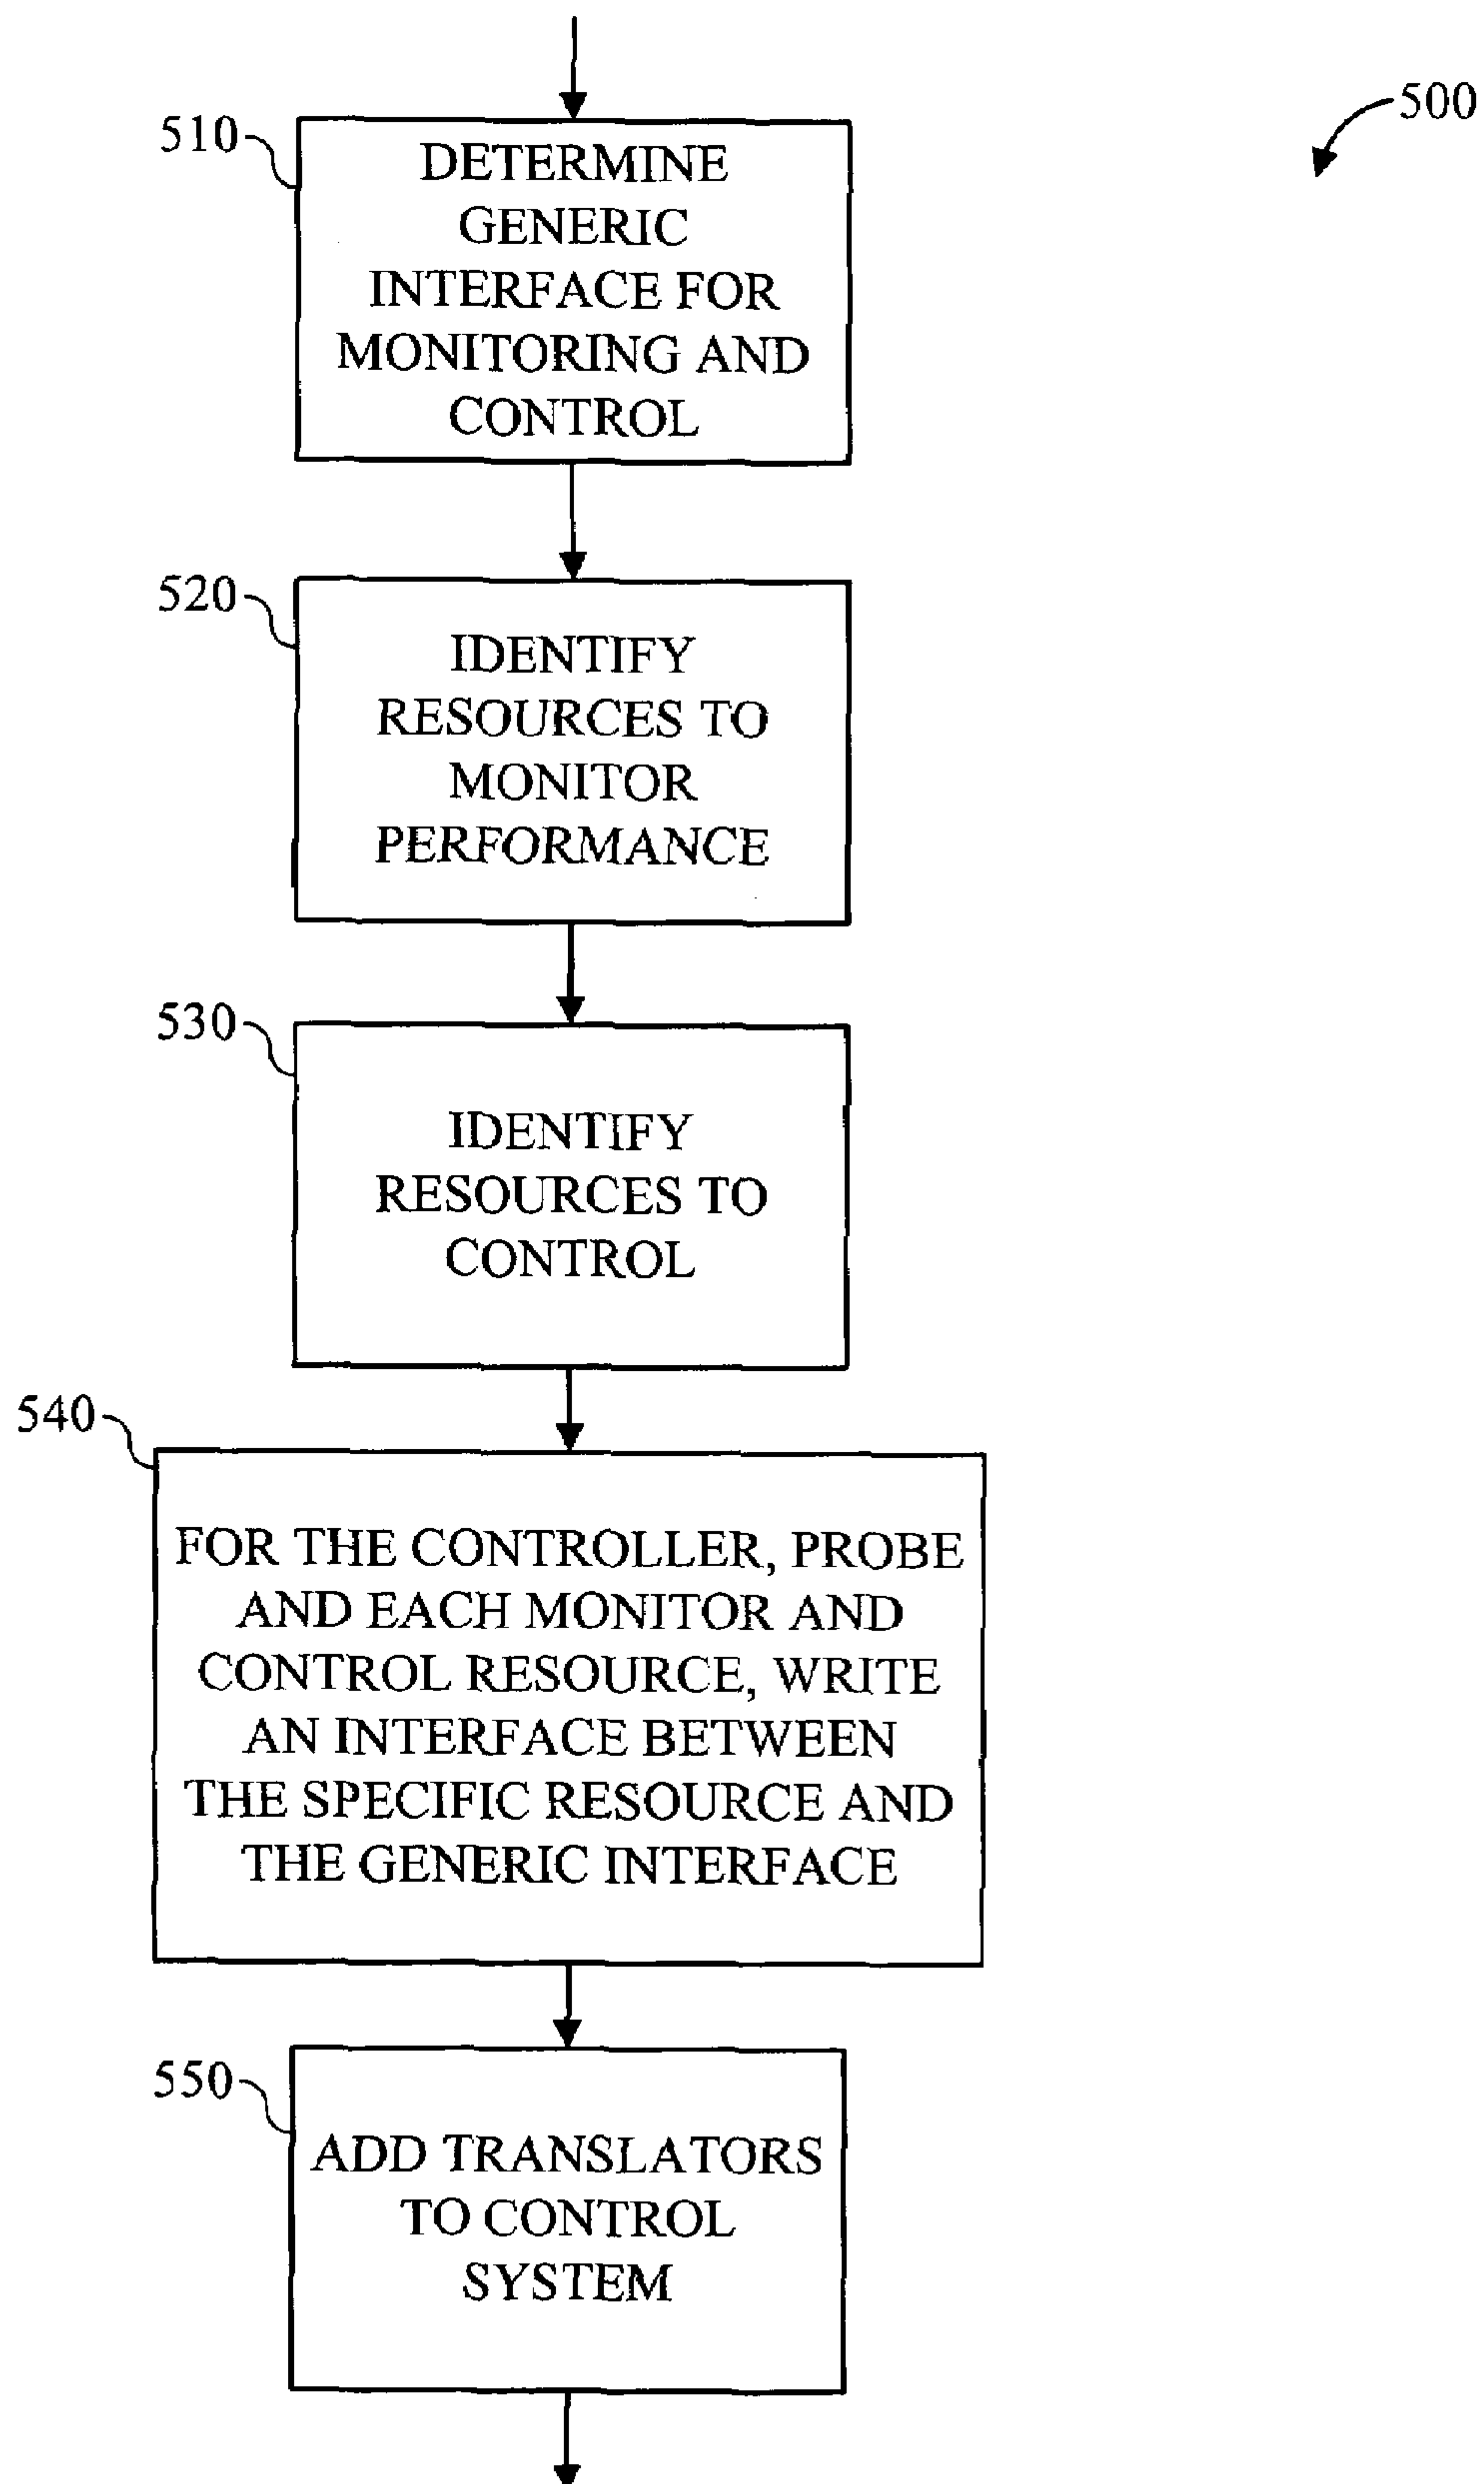 500
510
DETERMINE
GENERIC
INTERFACE FOR
MONITORING AND
CONTROL
520
IDENTIFY
RESOURCES TO
MONITOR
PERFORMANCE
530
IDENTIFY
RESOURCES TO
CONTROL
540
FOR THE CONTROLLER, PROBE
AND EACH MONITOR AND
CONTROL RESOURCE, WRITE
AN INTERFACE BETWEEN
THE SPECIFIC RESOURCE AND
THE GENERIC INTERFACE
550
ADD TRANSLATORS
TO CONTROL
SYSTEM